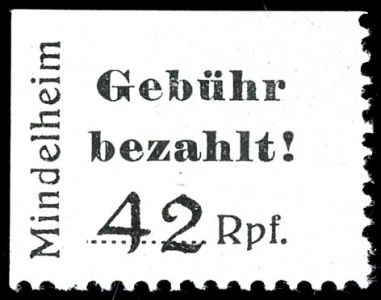 Mindelheim
Gebühr
bezahlt!
42 Rpf.